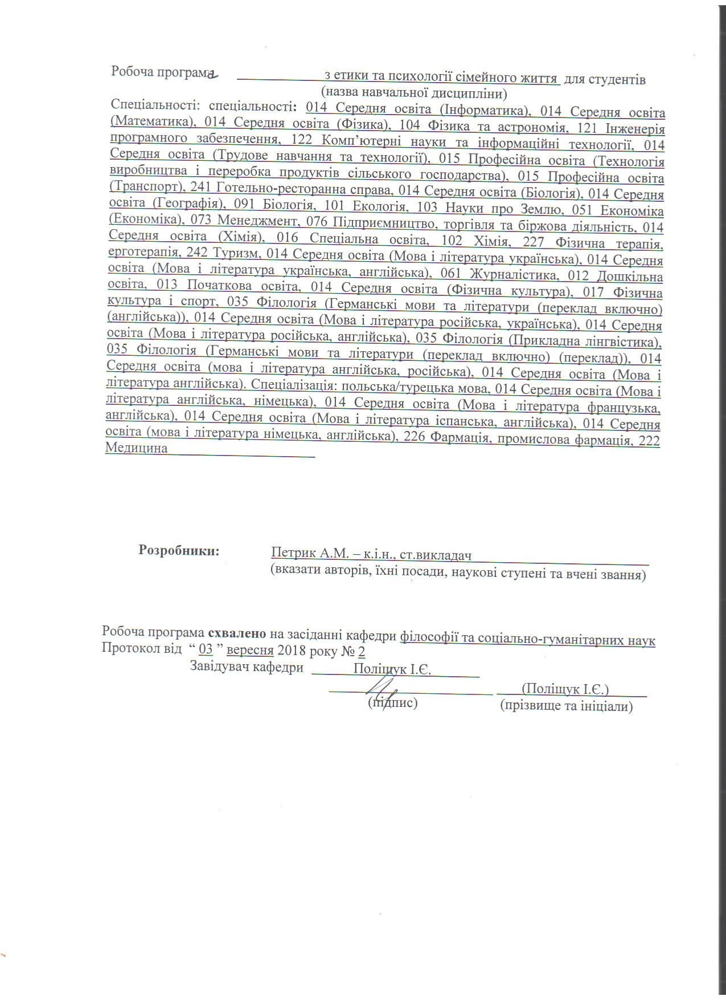 Робоча програма з етики та психології сімейного життя для студентів
(назва навчальної дисципліни)
Спеціальності: спеціальності: 014 Середня освіта (Інформатика), 014 Середня освіта
(Математика), 014 Середня освіта (Фізика), 104 Фізика та астрономія, 121 Інженерія
програмного забезпечення, 122 Комп’ютерні науки та інформаційні технології, 014
Середня освіта (Трудове навчання та технології), 015 Професійна освіта (Технологія
виробництва і переробка продуктів сільського господарства), 015 Професійна освіта
(Транспорт), 241 Готельно-ресторанна справа, 014 Середня освіта (Біологія), 014 Середня
освіта (Географія), 091 Біологія, 101 Екологія, 103 Науки про Землю, 051 Економіка
(Економіка), 073 Менеджмент, 076 Підприємництво, торгівля та біржова діяльність, 014
Середня освіта (Хімія), 016 Спеціальна освіта, 102 Хімія, 227 Фізична терапія,
ерготерапія, 242 Туризм, 014 Середня освіта (Мова і література українська), 014 Середня
освіта (Мова і література українська, англійська), 061 Журналістика, 012 Дошкільна
освіта, 013 Початкова освіта, 014 Середня освіта (Фізична культура), 017 Фізична
культура і спорт, 035 Філологія (Германські мови та літератури (переклад включно)
(англійська)), 014 Середня освіта (Мова і література російська, українська), 014 Середня
освіта (Мова і література російська, англійська), 035 Філологія (Прикладна лінгвістика),
035 Філологія (Германські мови та літератури (переклад включно) (переклад)), 014
Середня освіта (мова і література англійська, російська), 014 Середня освіта (Мова і
література англійська). Спеціалізація: польська/турецька мова, 014 Середня освіта (Мова і
література англійська, німецька), 014 Середня освіта (Мова і література французька,
англійська), 014 Середня освіта (Мова і література іспанська, англійська), 014 Середня
освіта (мова і література німецька, англійська), 226 Фармація, промислова фармація, 222
Медицина
Розробники: Петрик А.М. – к.і.н., ст.викладач
(вказати авторів, їхні посади, наукові ступені та вчені звання)
Робоча програма схвалено на засіданні кафедри філософії та соціально-гуманітарних наук
Протокол від “ 03 ” вересня 2018 року № 2
Завідувач кафедри Поліщук І.Є.
(Поліщук І.Є.)
(підпис) (прізвище та ініціали)